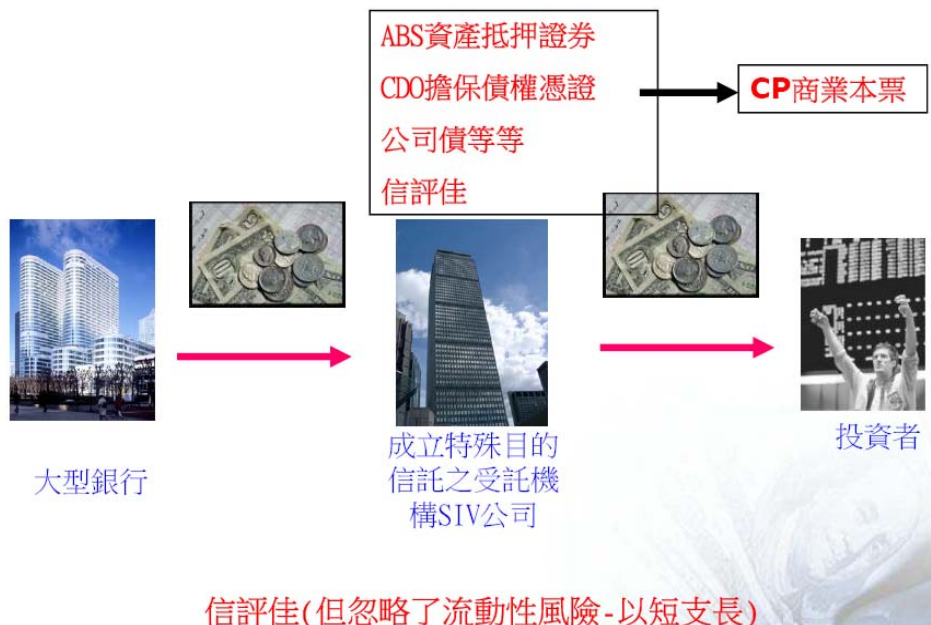 ABS資產抵押證券
CDO擔保債權憑證
公司債等等
信評佳
CP商業本票
大型銀行
成立特殊目的
信託之受託機
構SIV公司
投資者
信評佳(但忽略了流動性風險-以短支長)